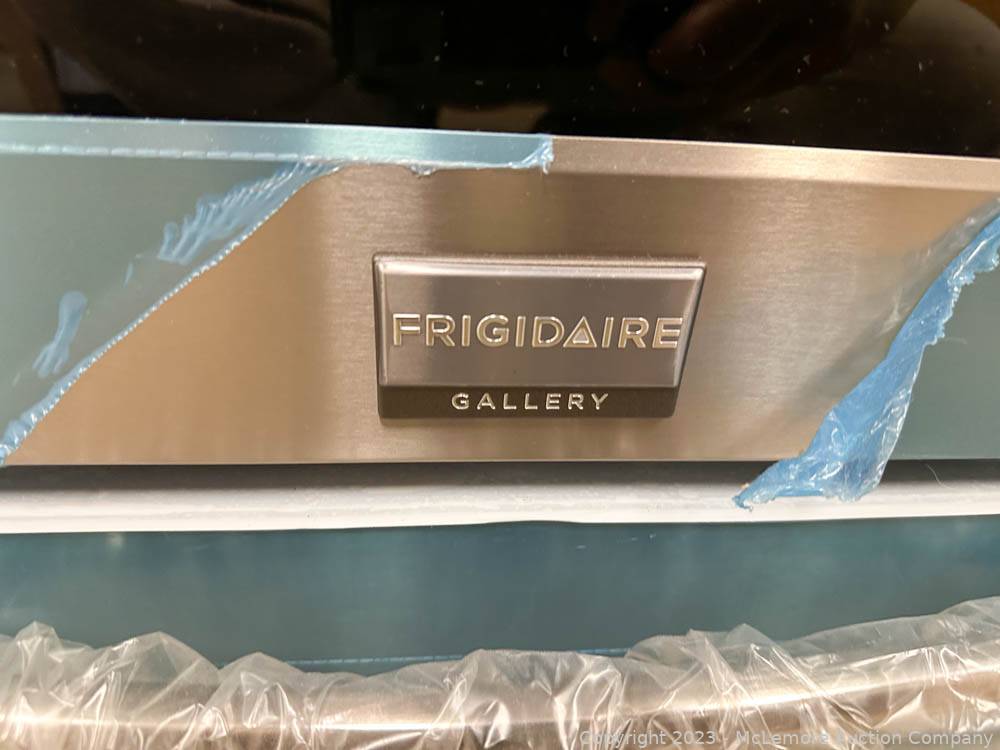 FRIGIDAIRE
GALLERY
Copyright 2023 - McLemore Auction Company